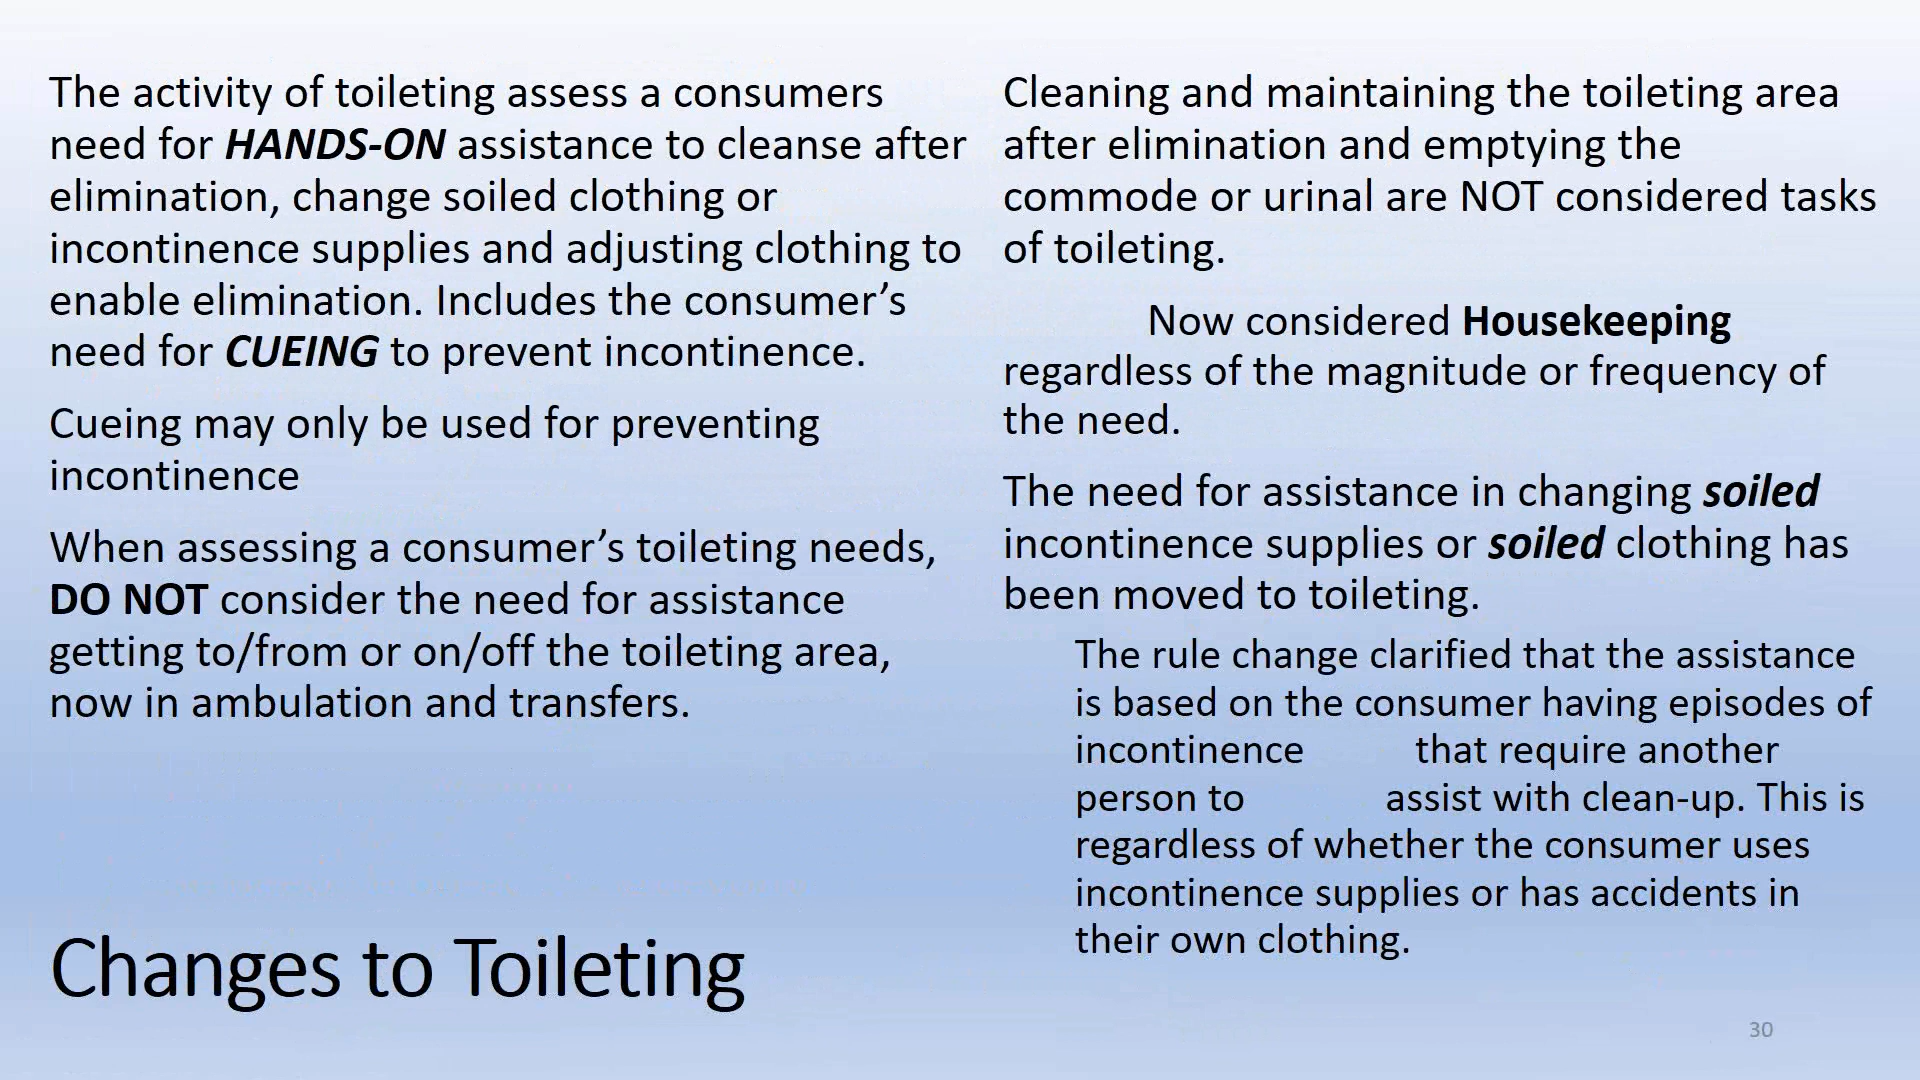 The activity of toileting assess a consumers
need for HANDS-ON assistance to cleanse after
elimination, change soiled clothing or
incontinence supplies and adjusting clothing to
enable elimination. Includes the consumer’s
need for CUEING to prevent incontinence.
Cueing may only be used for preventing
incontinence
When assessing a consumer’s toileting needs,
DO NOT consider the need for assistance
getting to/from or on/off the toileting area,
now in ambulation and transfers.
Changes to Toileting
Cleaning and maintaining the toileting area
after elimination and emptying the
commode or urinal are NOT considered tasks
of toileting.
Now considered Housekeeping
regardless of the magnitude or frequency of
the need.
The need for assistance in changing soiled
incontinence supplies or soiled clothing has
been moved to toileting.
The rule change clarified that the assistance
is based on the consumer having episodes of
incontinence that require another
person to assist with clean-up. This is
regardless of whether the consumer uses
incontinence supplies or has accidents in
their own clothing.
30